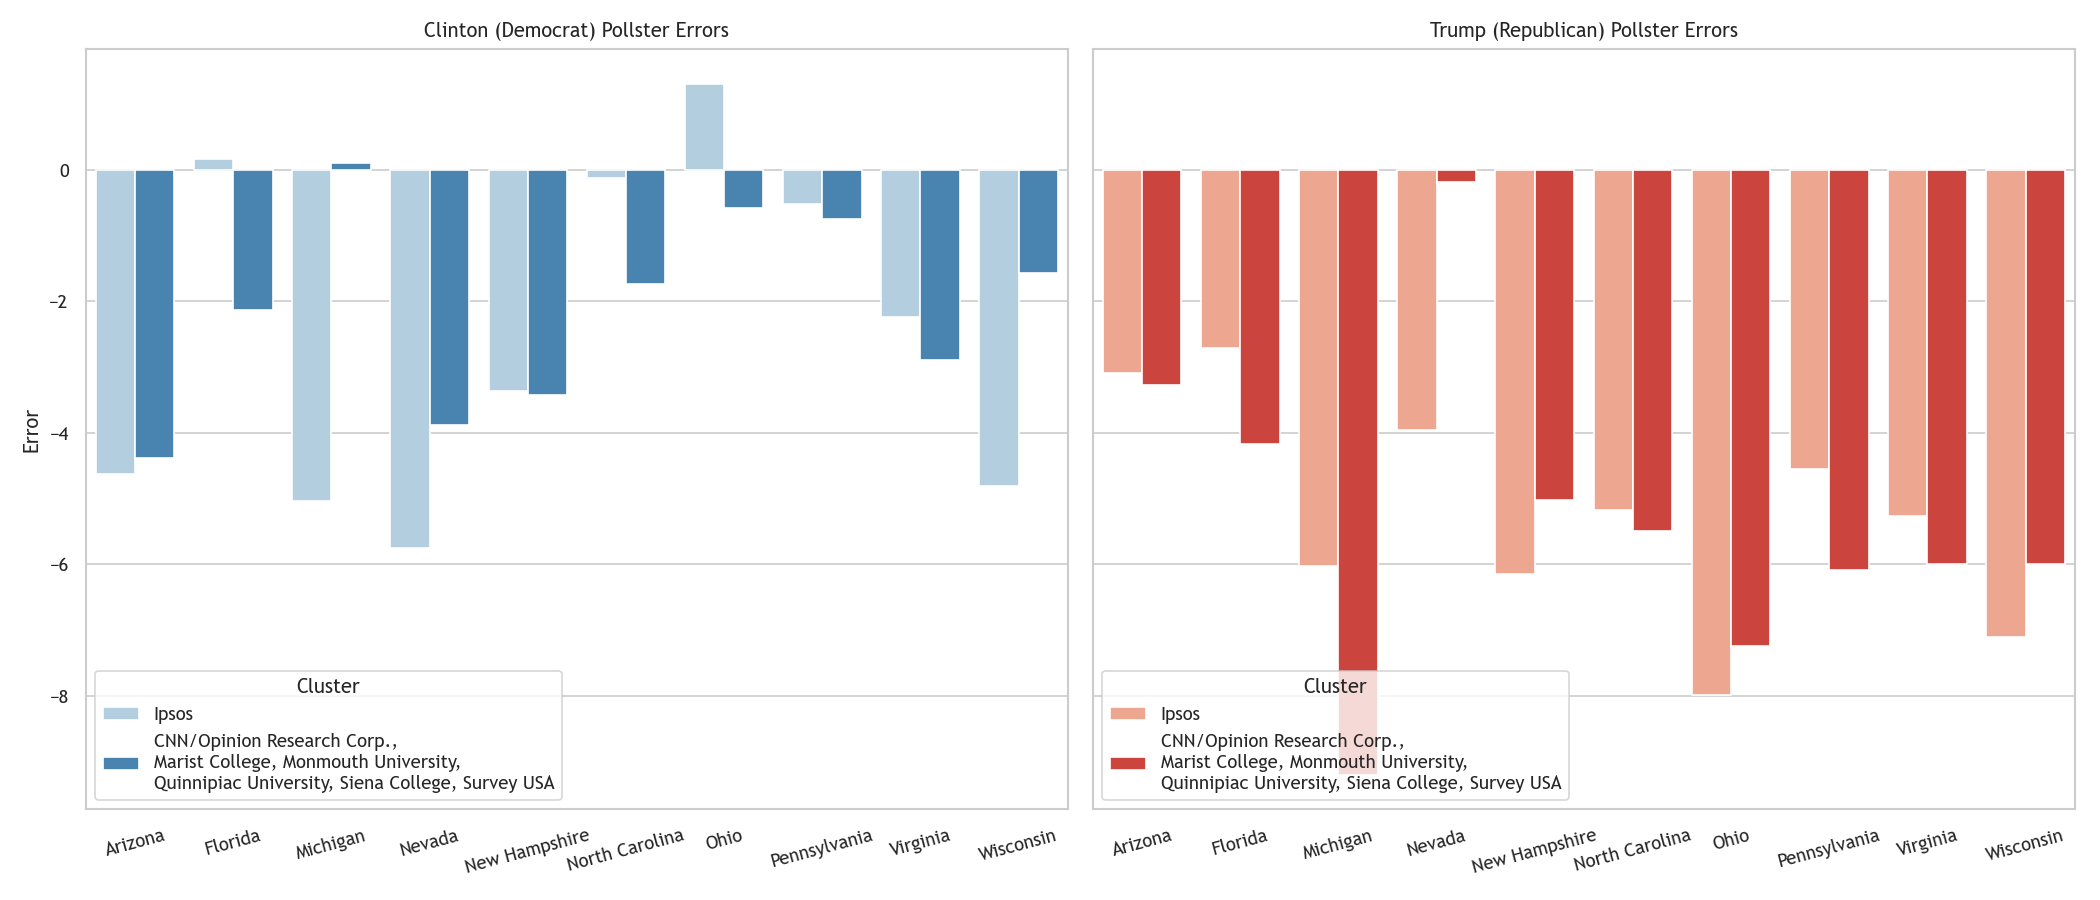 Clinton (Democrat) Pollster Errors
Error
0
−2
−4
−6
−8
Cluster
Ipsos
CNN/Opinion Research Corp.,
Marist College, Monmouth University,
Quinnipiac University, Siena College, Survey USA
Arizona
Florida
Michigan
Nevada
New Hampshire
North Carolina
Ohio
Pennsylvania
Virginia
Wisconsin
Trump (Republican) Pollster Errors
Cluster
Ipsos
CNN/Opinion Research Corp.,
Marist College, Monmouth University,
Quinnipiac University, Siena College, Survey USA
Arizona
Florida
Michigan
Nevada
New Hampshire
North Carolina
Ohio
Pennsylvania
Virginia
Wisconsin